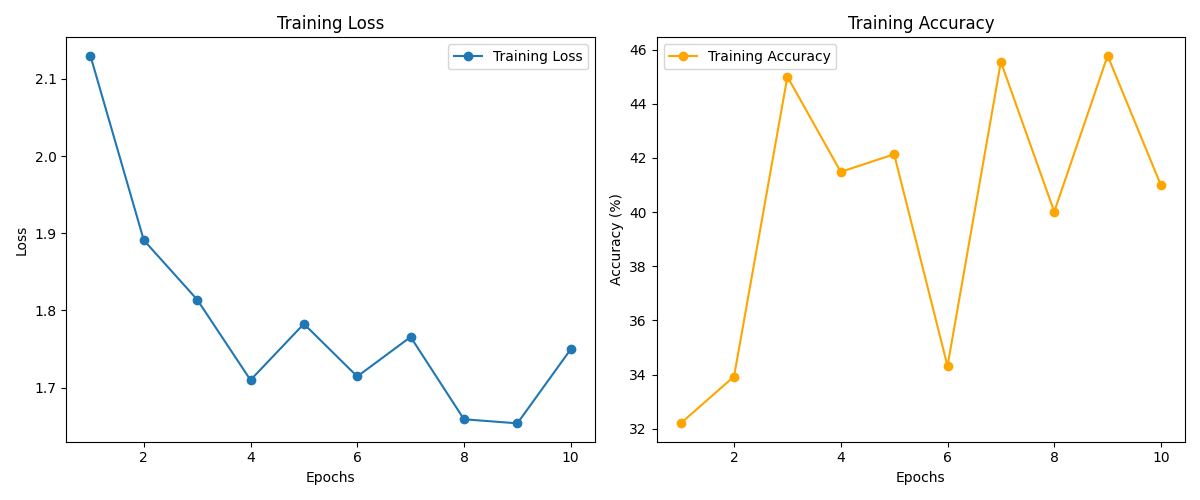 Training Loss
Training Loss
2.1
2.0
1.9
1.8
1.7
Loss
2
4
6
8
10
Epochs
Training Accuracy
Training Accuracy
46
44
42
40
38
36
34
32
Accuracy (%)
2
4
6
8
10
Epochs